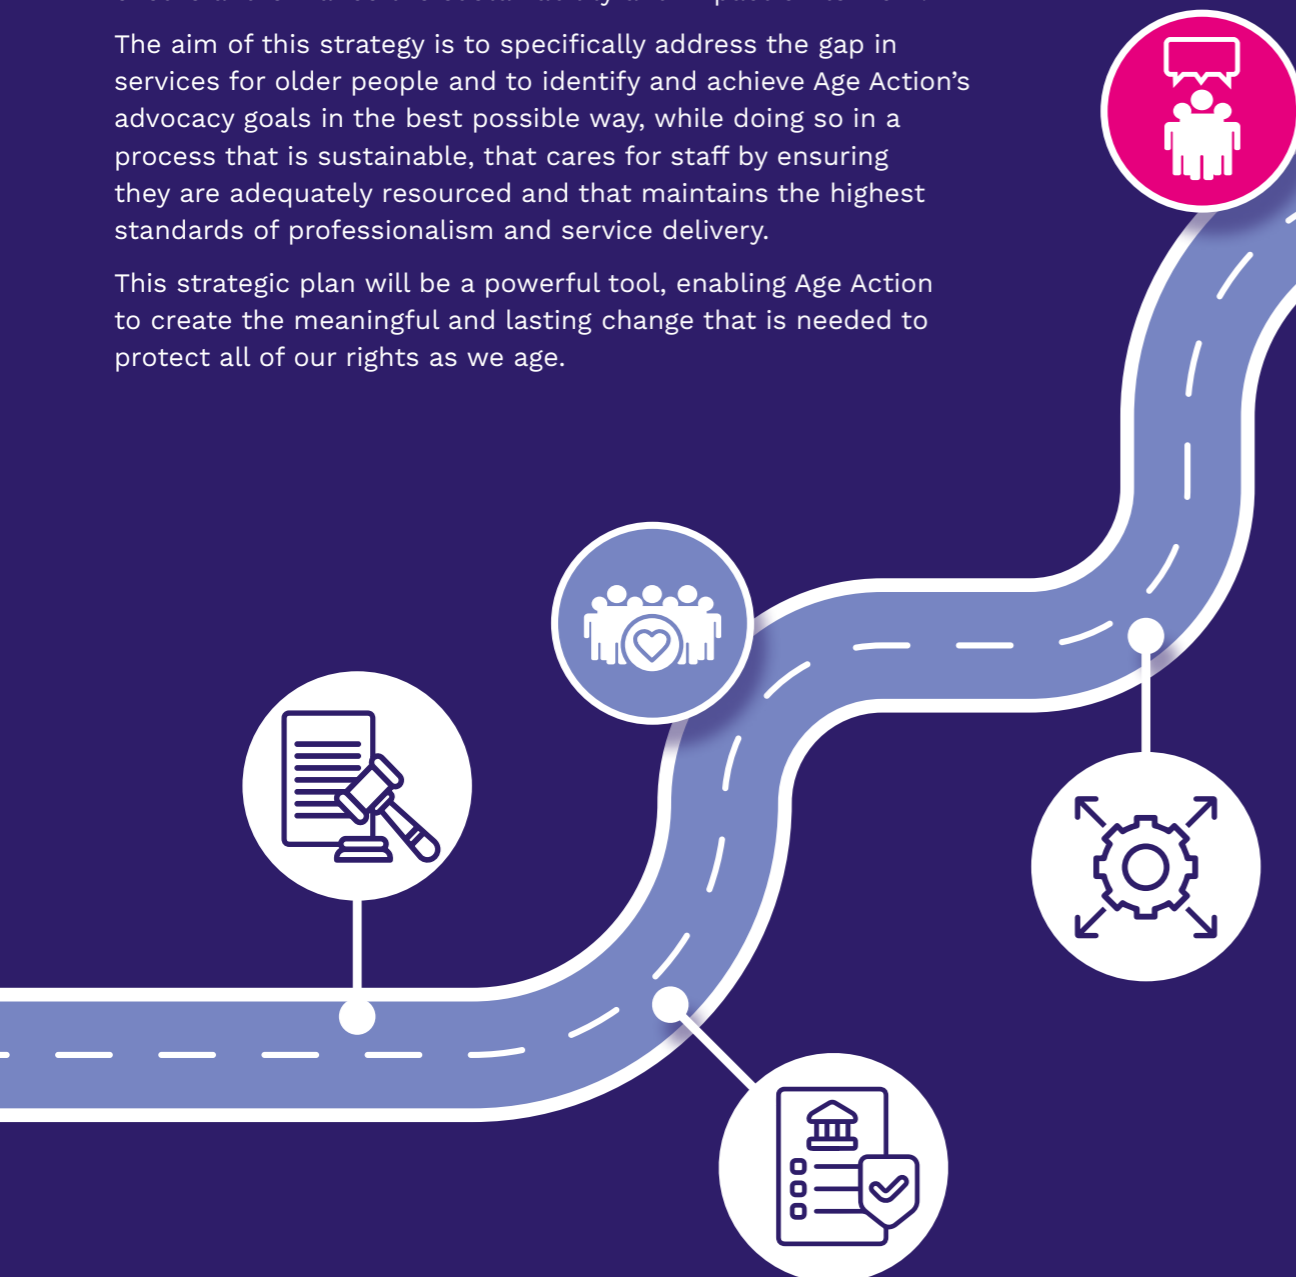 The aim of this strategy is to specifically address the gap in
services for older people and to identify and achieve Age Action’s
advocacy goals in the best possible way, while doing so in a
process that is sustainable, that cares for staff by ensuring
they are adequately resourced and that maintains the highest
standards of professionalism and service delivery.
This strategic plan will be a powerful tool, enabling Age Action
to create the meaningful and lasting change that is needed to
protect all of our rights as we age.